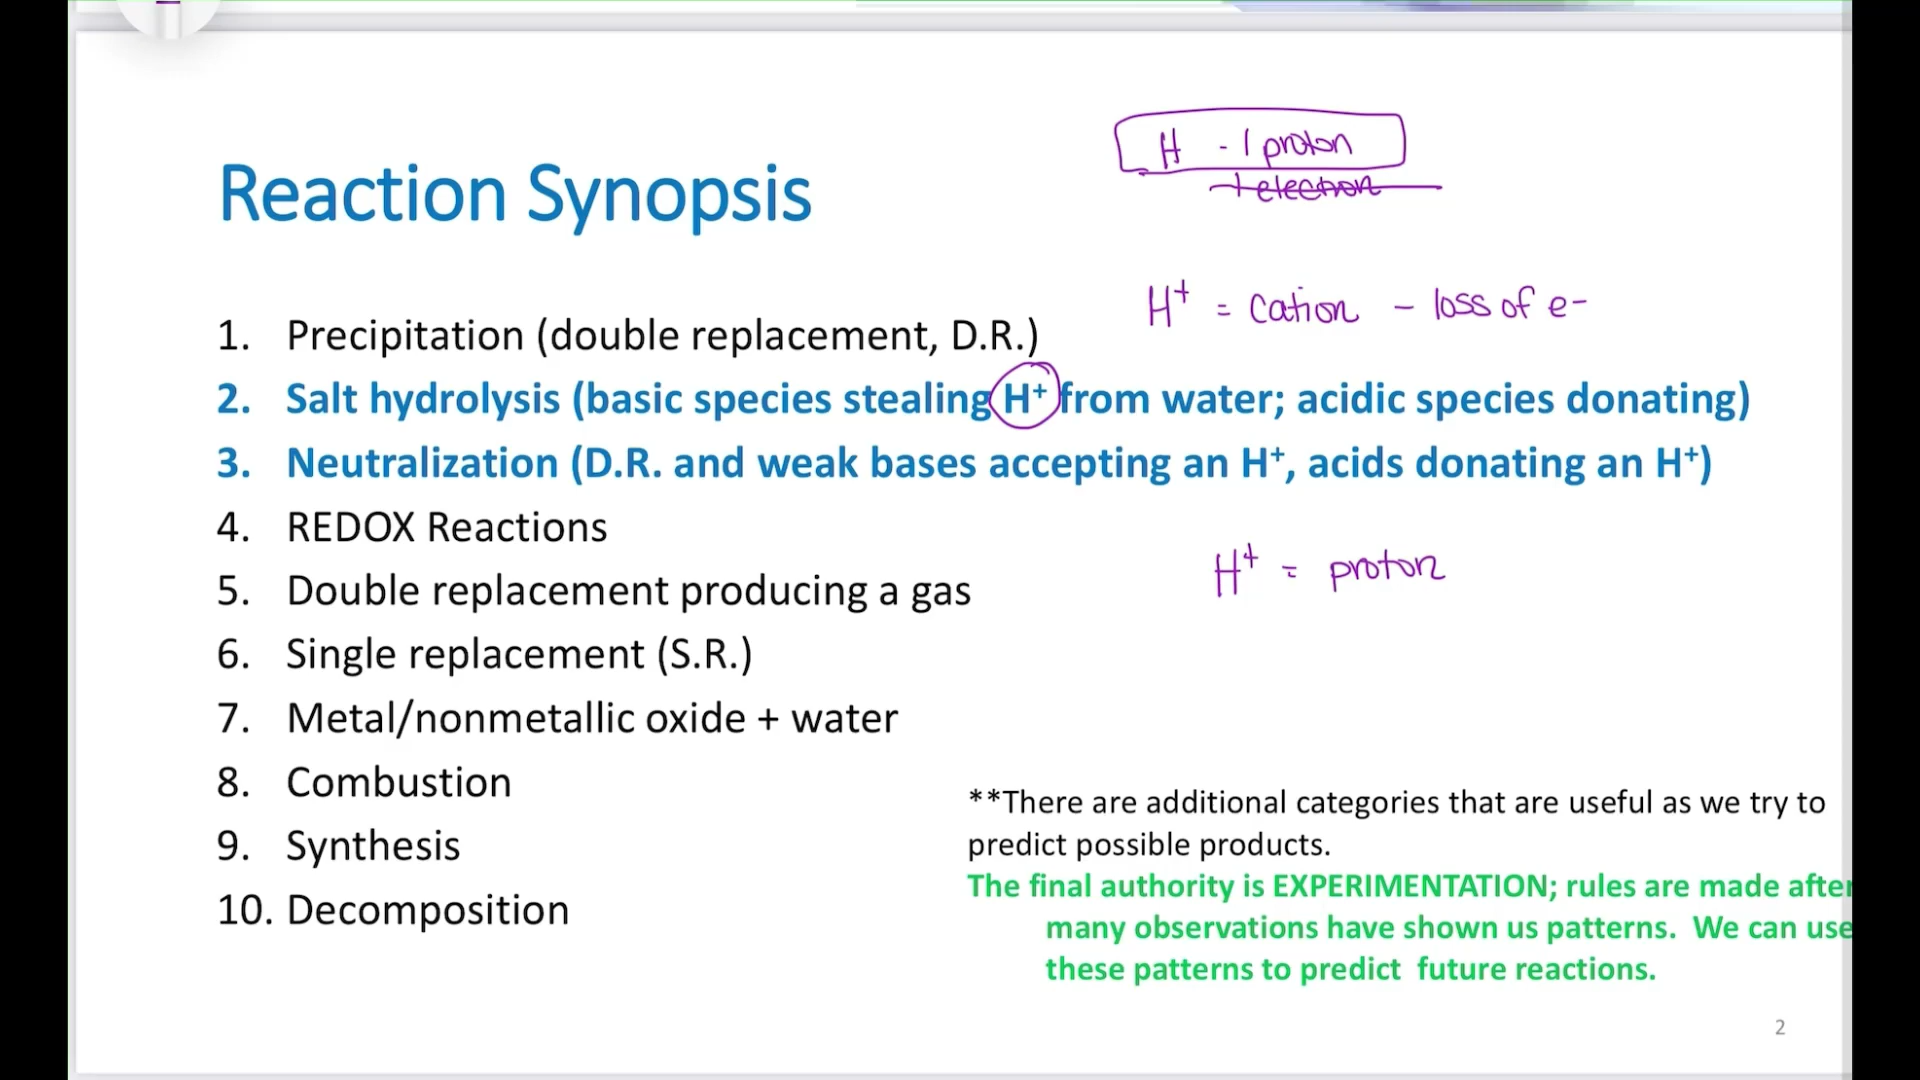 H - 1 proton
1 electron
Reaction Synopsis
H⁺ = cation - loss of e-
1. Precipitation (double replacement, D.R.)
2. Salt hydrolysis (basic species stealing H⁺ from water; acidic species donating)
3. Neutralization (D.R. and weak bases accepting an H⁺, acids donating an H⁺)
4. REDOX Reactions
H⁺ = proton
5. Double replacement producing a gas
6. Single replacement (S.R.)
7. Metal/nonmetallic oxide + water
8. Combustion
9. Synthesis
10. Decomposition
**There are additional categories that are useful as we try to
predict possible products.
The final authority is EXPERIMENTATION; rules are made after
many observations have shown us patterns. We can use
these patterns to predict future reactions.
2